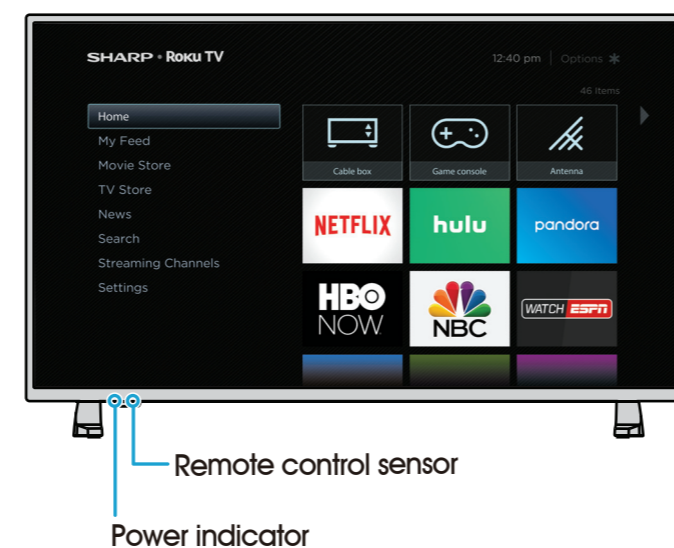 SHARP • ROKU TV
12:40 pm | Options ✱
46 Items
Home
My Feed
Movie Store
TV Store
News
Search
Streaming Channels
Settings
Cable box
Game console
Antenna
NETFLIX
hulu
pandora
HBO NOW
NBC
WATCH ESPN
Remote control sensor
Power indicator